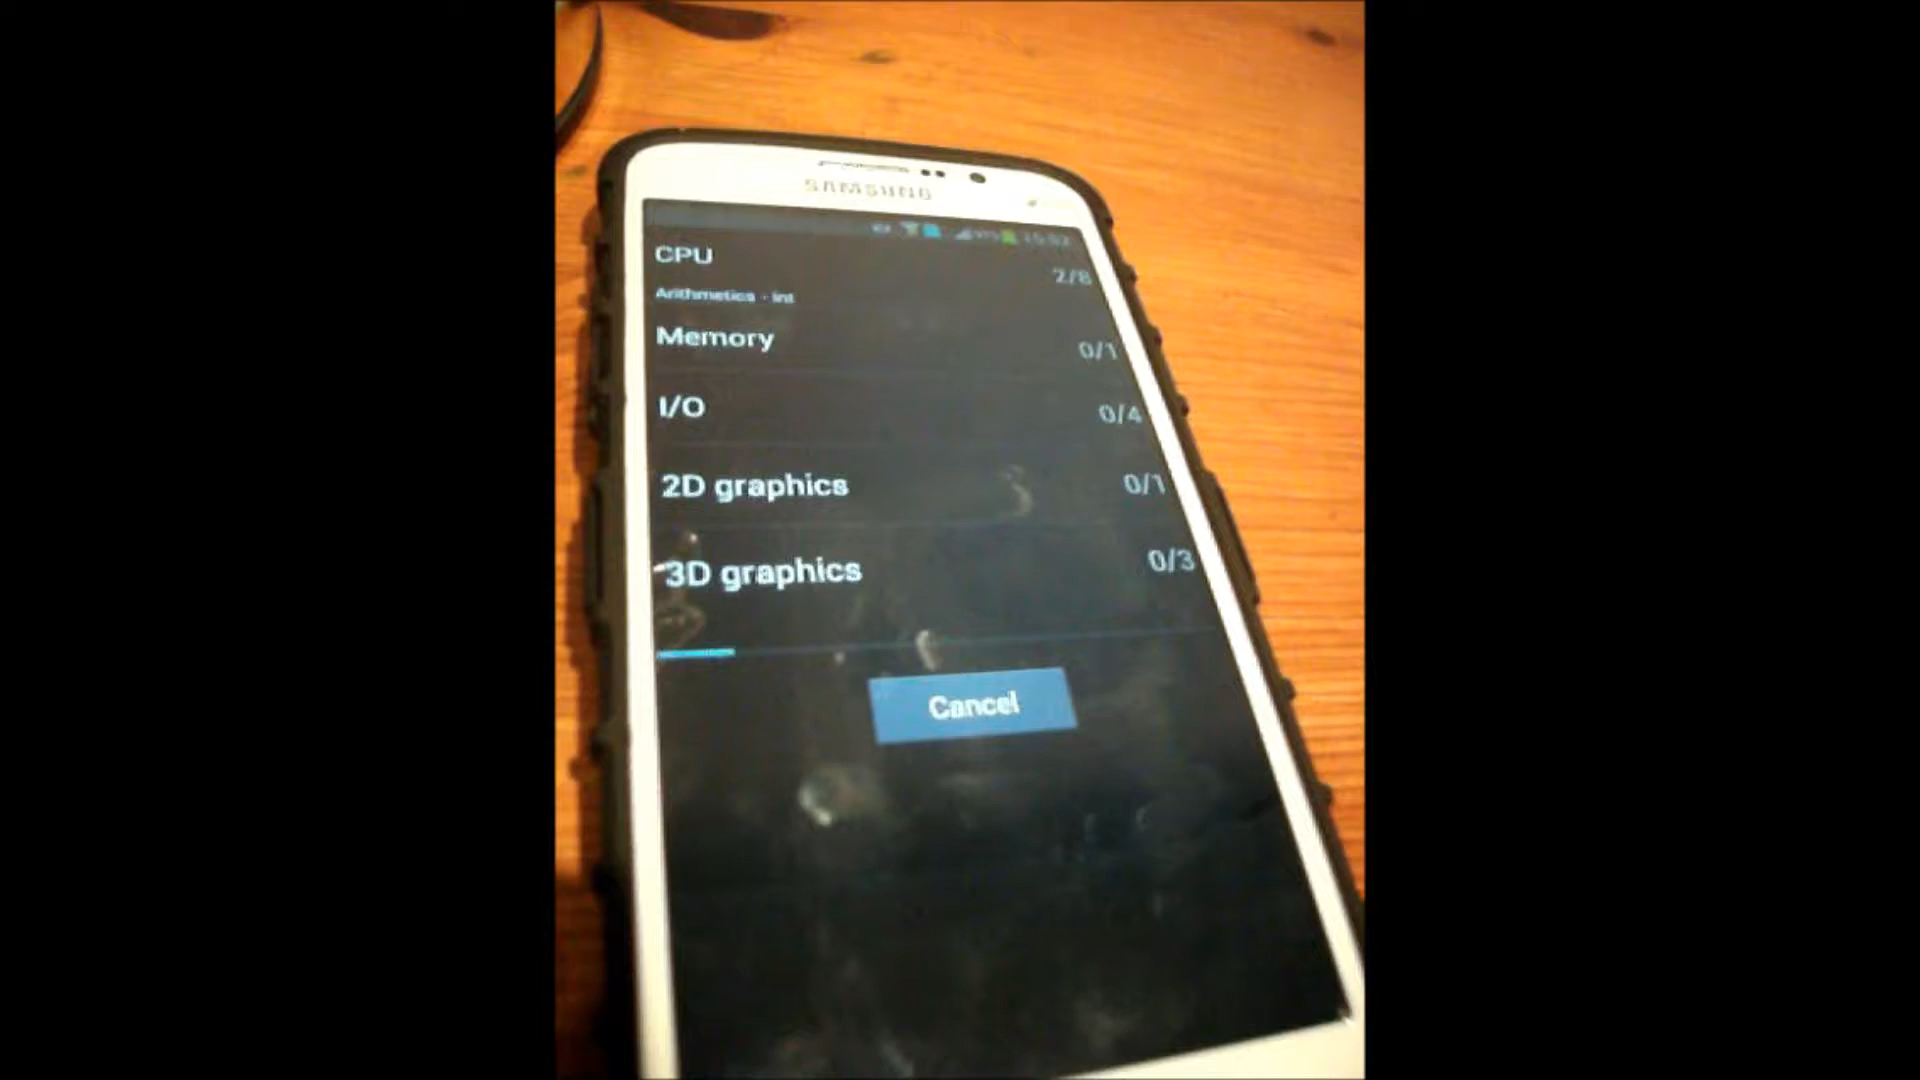 SAMSUNG
CPU
2/8
Arithmetics - Int
Memory
0/1
I/O
0/4
2D graphics
0/1
3D graphics
0/3
Cancel